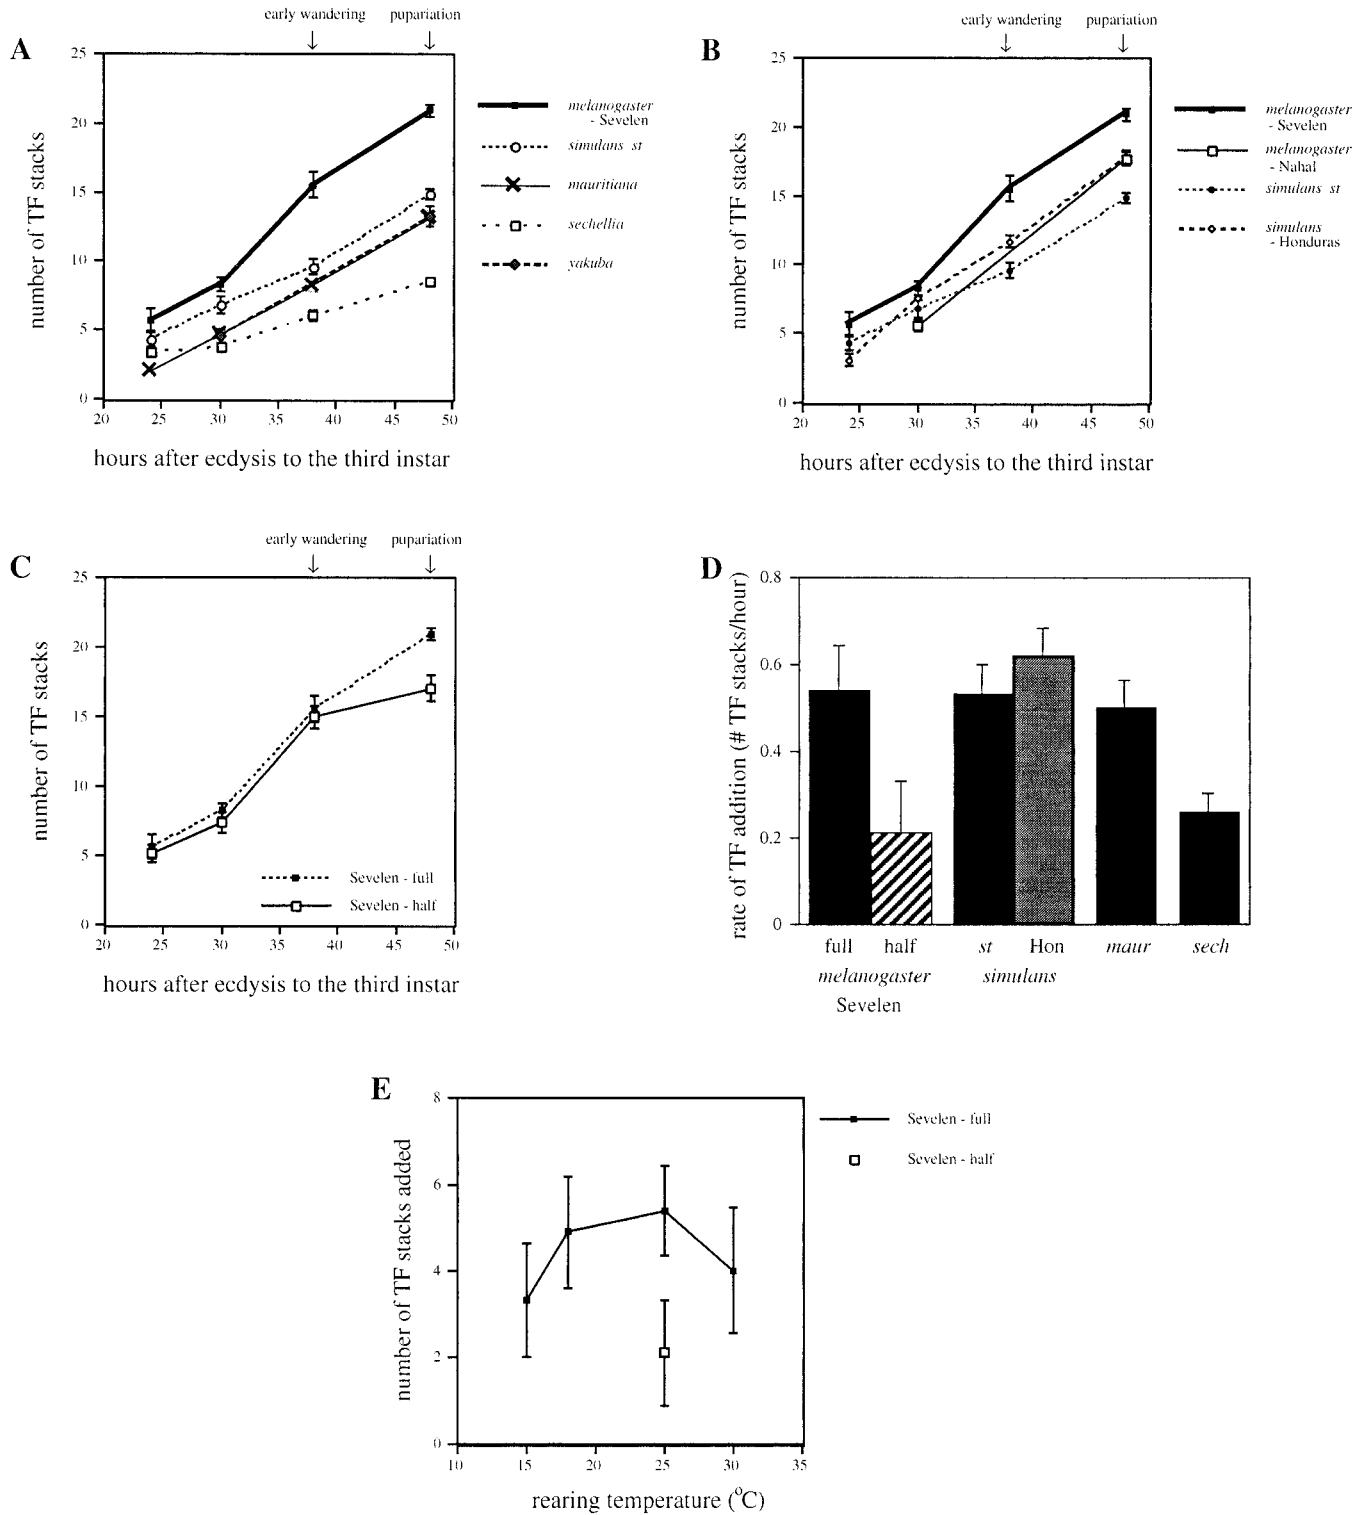 A
early wandering pupariation
25
20
15
10
5
0
20 25 30 35 40 45 50
number of TF stacks
hours after ecdysis to the third instar
melanogaster
- Sevelen
simulans st
mauritiana
sechellia
yakuba
B
early wandering pupariation
25
20
15
10
5
0
20 25 30 35 40 45 50
number of TF stacks
hours after ecdysis to the third instar
melanogaster
- Sevelen
melanogaster
- Nahal
simulans st
simulans
- Honduras
C
early wandering pupariation
25
20
15
10
5
0
20 25 30 35 40 45 50
number of TF stacks
Sevelen - full
Sevelen - half
hours after ecdysis to the third instar
D
0.8
0.6
0.4
0.2
0
rate of TF addition (# TF stacks/hour)
full half st Hon maur sech
melanogaster simulans
Sevelen
E
8
6
4
2
0
10 15 20 25 30 35
number of TF stacks added
rearing temperature (°C)
Sevelen - full
Sevelen - half